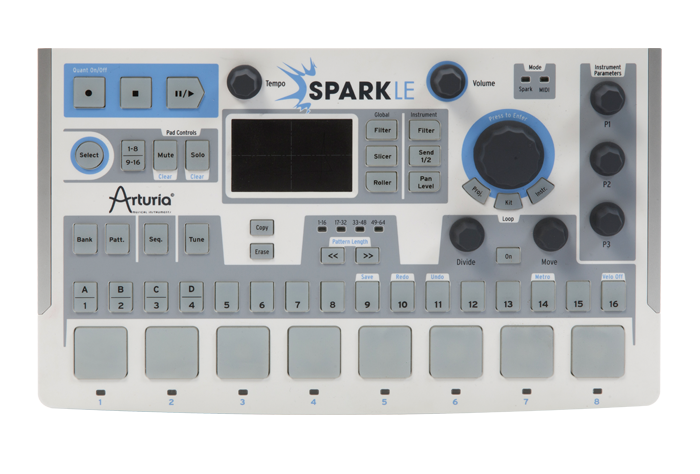 Quant On/Off
Tempo
SPARKLE
Volume
Mode
Spark MIDI
Instrument
Parameters
P1
P2
P3
Pad Controls
Select
1-8
9-16
Mute
Solo
Clear
Clear
Global
Instrument
Filter
Filter
Slicer
Send
1/2
Roller
Pan
Level
Press to Enter
Proj
Kit
Instr
Arturia®
MUSICAL INSTRUMENTS
Bank
Patt.
Seq.
Tune
Copy
Erase
1-16 17-32 33-48 49-64
Pattern Length
<<
>>
Loop
Divide
On
Move
Save
Redo
Undo
Metro
Velo Off
A
1
B
2
C
3
D
4
5
6
7
8
9
10
11
12
13
14
15
16
1
2
3
4
5
6
7
8